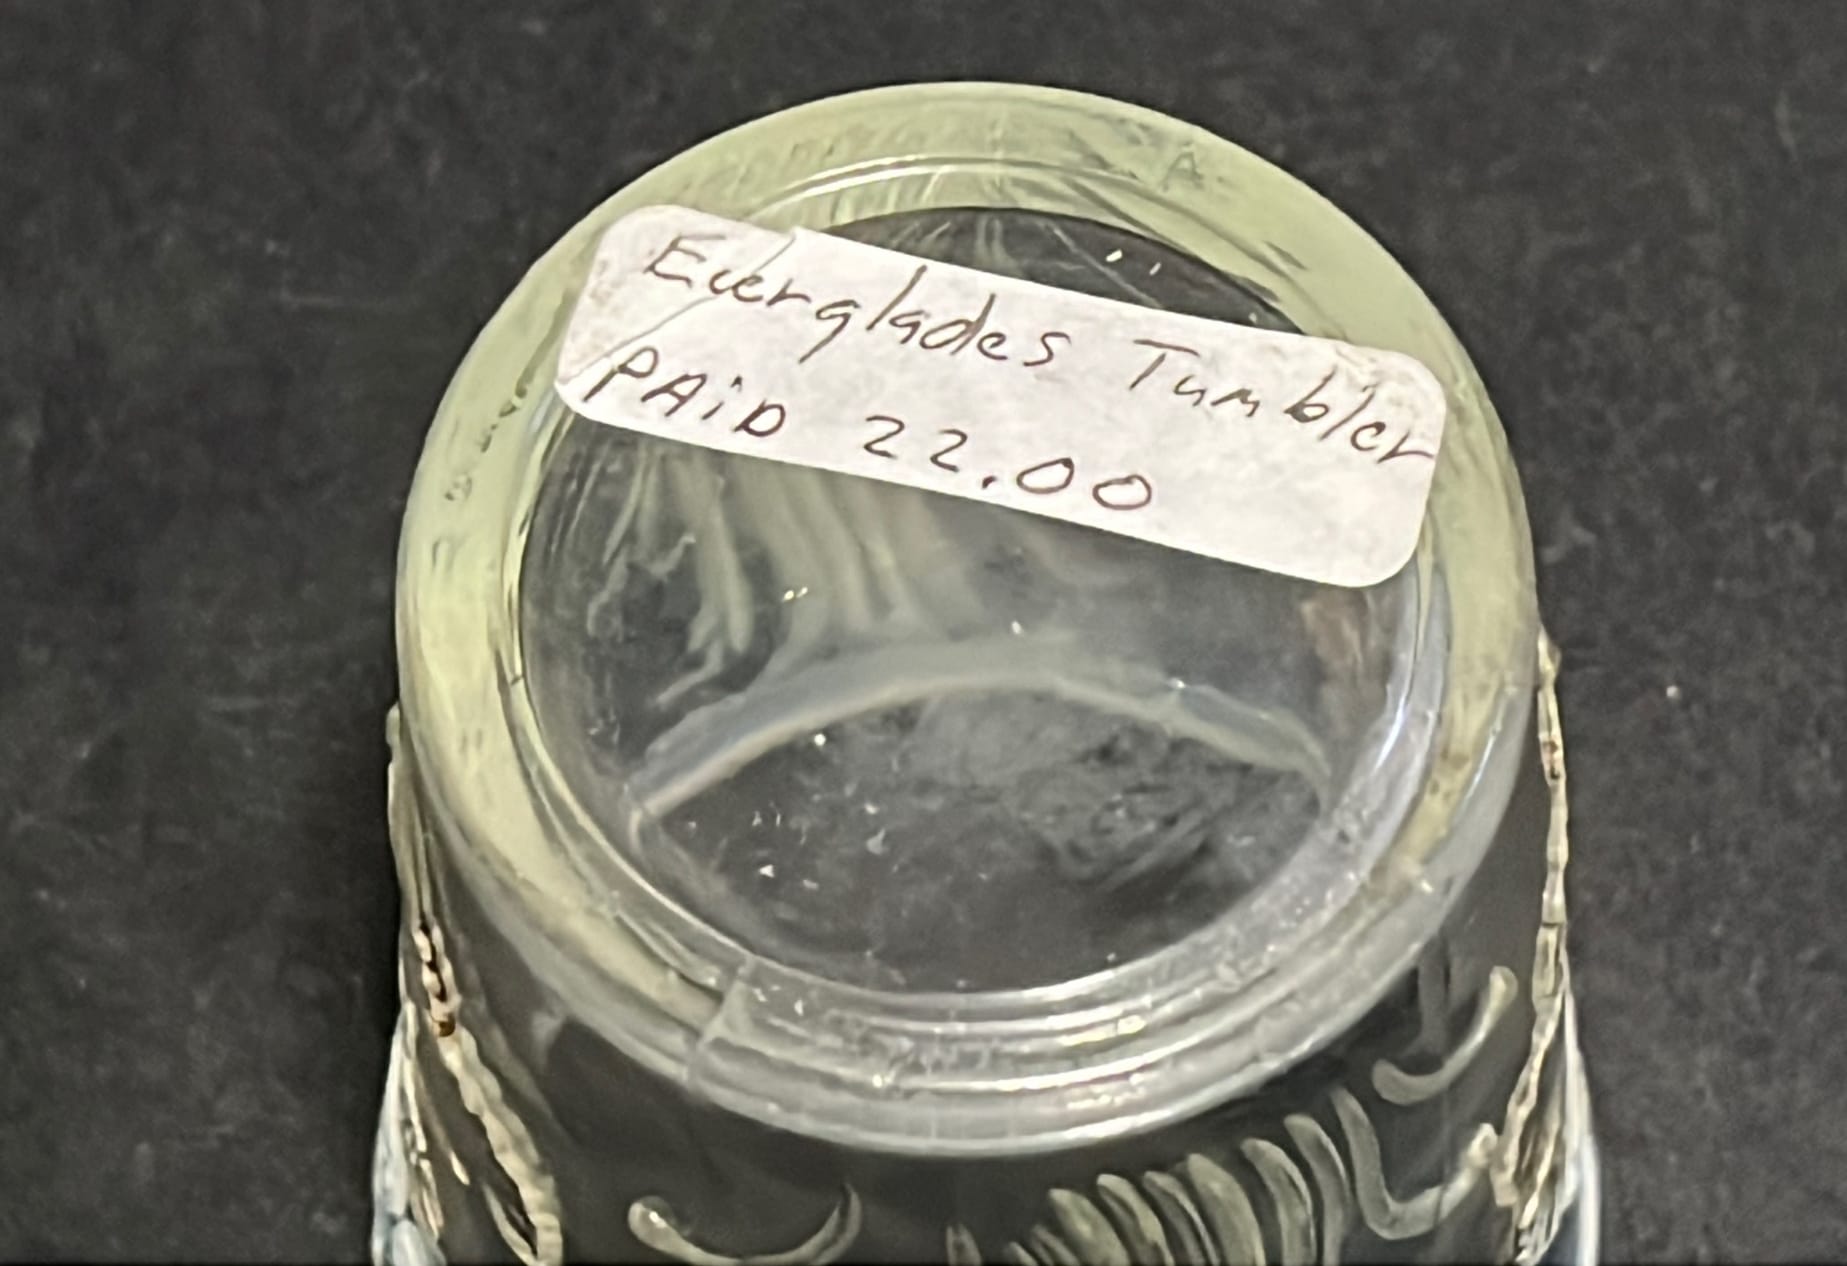 Everglades Tumbler
PAiD 22.00